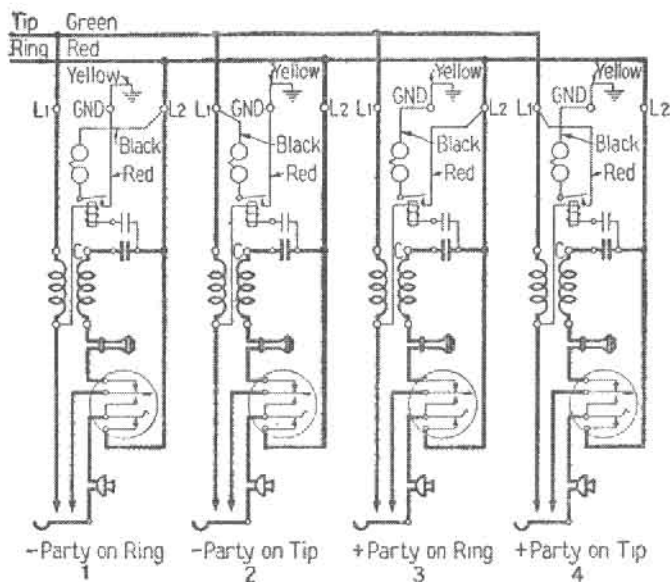 Tip Green
Ring Red
Yellow Yellow Yellow Yellow
L1 GND L2 L1 GND L2 L1 GND L2 L1 GND L2
Black Black Black Black
Red Red Red Red
C C C C
-Party on Ring -Party on Tip +Party on Ring +Party on Tip
1 2 3 4